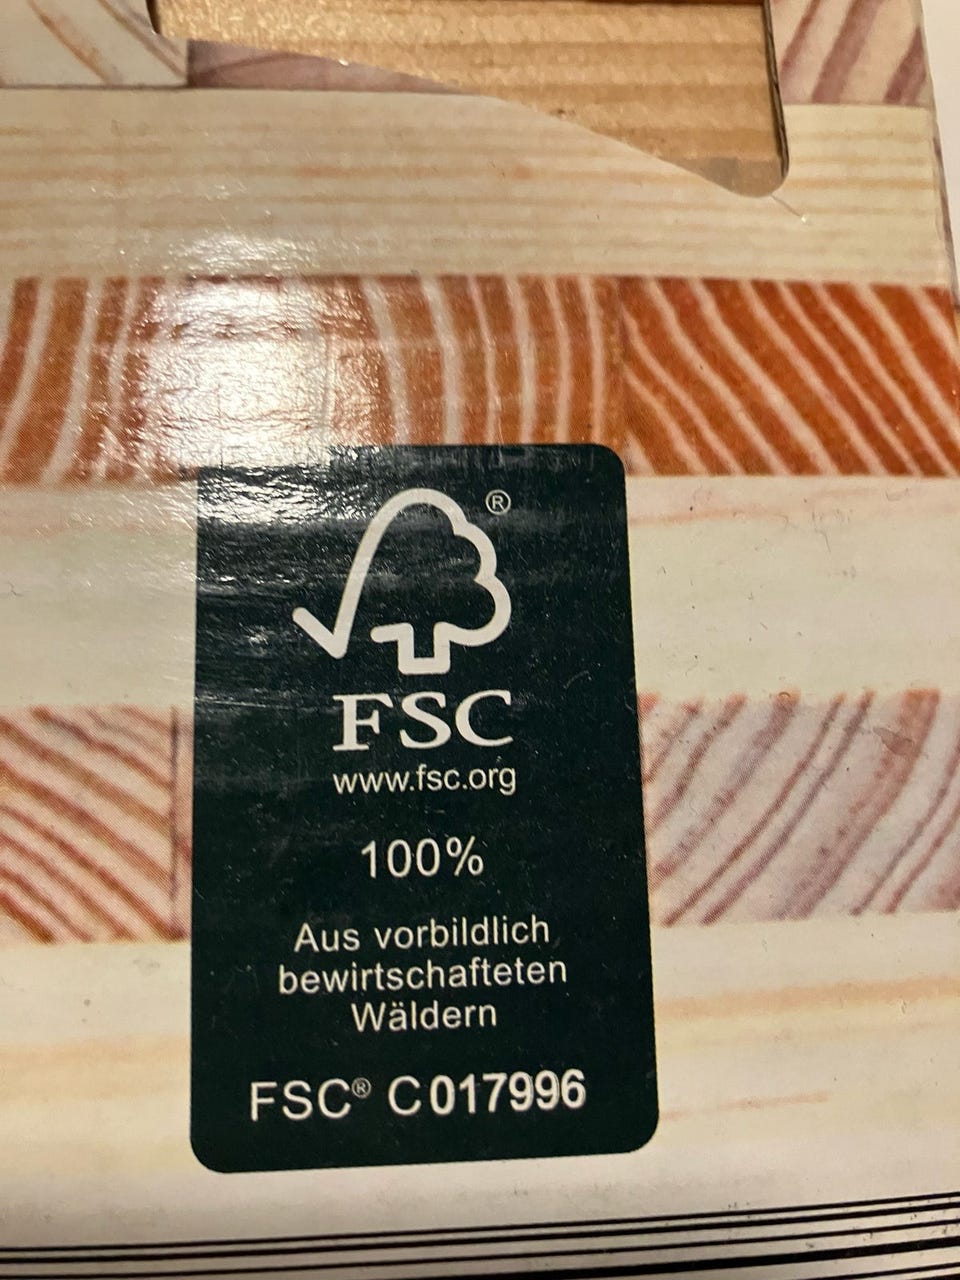 ®
FSC
www.fsc.org
100%
Aus vorbildlich
bewirtschafteten
Wäldern
FSC® C017996